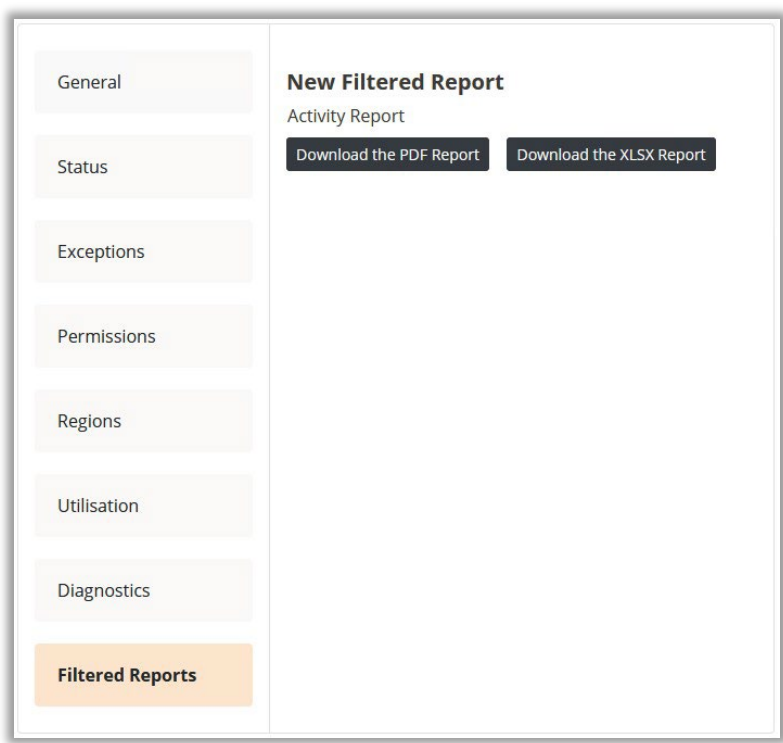 General
Status
Exceptions
Permissions
Regions
Utilisation
Diagnostics
Filtered Reports
New Filtered Report
Activity Report
Download the PDF Report
Download the XLSX Report